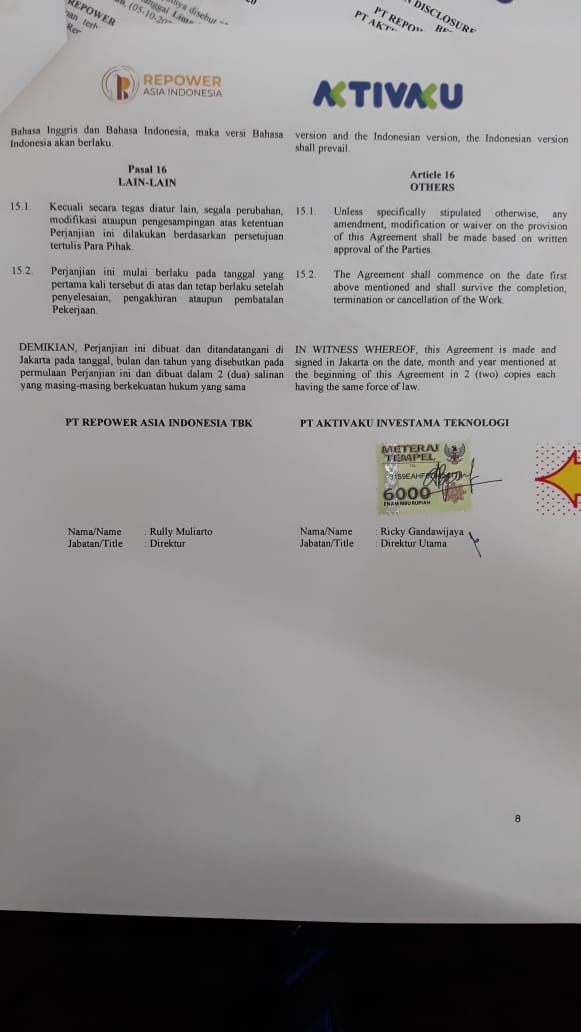 REPOWER
(05-10-20
disebut
DISCLOSURE
PT REPOW
PT AKT
REPOWER
ASIA INDONESIA
AKTIVAKU
Bahasa Inggris dan Bahasa Indonesia, maka versi Bahasa
Indonesia akan berlaku.
Pasal 16
LAIN-LAIN
15.1. Kecuali secara tegas diatur lain, segala perubahan,
modifikasi ataupun pengesampingan atas ketentuan
Perjanjian ini dilakukan berdasarkan persetujuan
tertulis Para Pihak.
15.2. Perjanjian ini mulai berlaku pada tanggal yang
pertama kali tersebut di atas dan tetap berlaku setelah
penyelesaian, pengakhiran ataupun pembatalan
Pekerjaan.
DEMIKIAN, Perjanjian ini dibuat dan ditandatangani di
Jakarta pada tanggal, bulan dan tahun yang disebutkan pada
permulaan Perjanjian ini dan dibuat dalam 2 (dua) salinan
yang masing-masing berkekuatan hukum yang sama
version and the Indonesian version, the Indonesian version
shall prevail.
Article 16
OTHERS
15.1. Unless specifically stipulated otherwise, any
amendment, modification or waiver on the provision
of this Agreement shall be made based on written
approval of the Parties.
15.2. The Agreement shall commence on the date first
above mentioned and shall survive the completion,
termination or cancellation of the Work.
IN WITNESS WHEREOF, this Agreement is made and
signed in Jakarta on the date, month and year mentioned at
the beginning of this Agreement in 2 (two) copies each
having the same force of law.
PT REPOWER ASIA INDONESIA TBK
Nama/Name : Rully Muliarto
Jabatan/Title : Direktur
PT AKTIVAKU INVESTAMA TEKNOLOGI
METERAI
TEMPEL
6000
ENAM RIBU RUPIAH
Nama/Name : Ricky Gandawijaya
Jabatan/Title : Direktur Utama
8